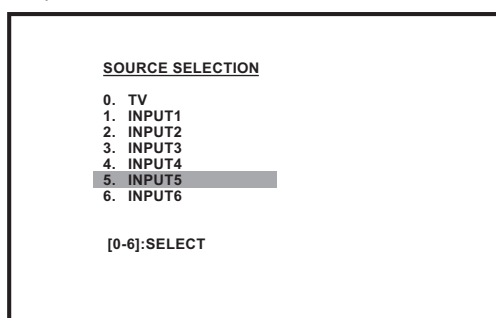 SOURCE SELECTION
0. TV
1. INPUT1
2. INPUT2
3. INPUT3
4. INPUT4
5. INPUT5
6. INPUT6
[0-6]:SELECT